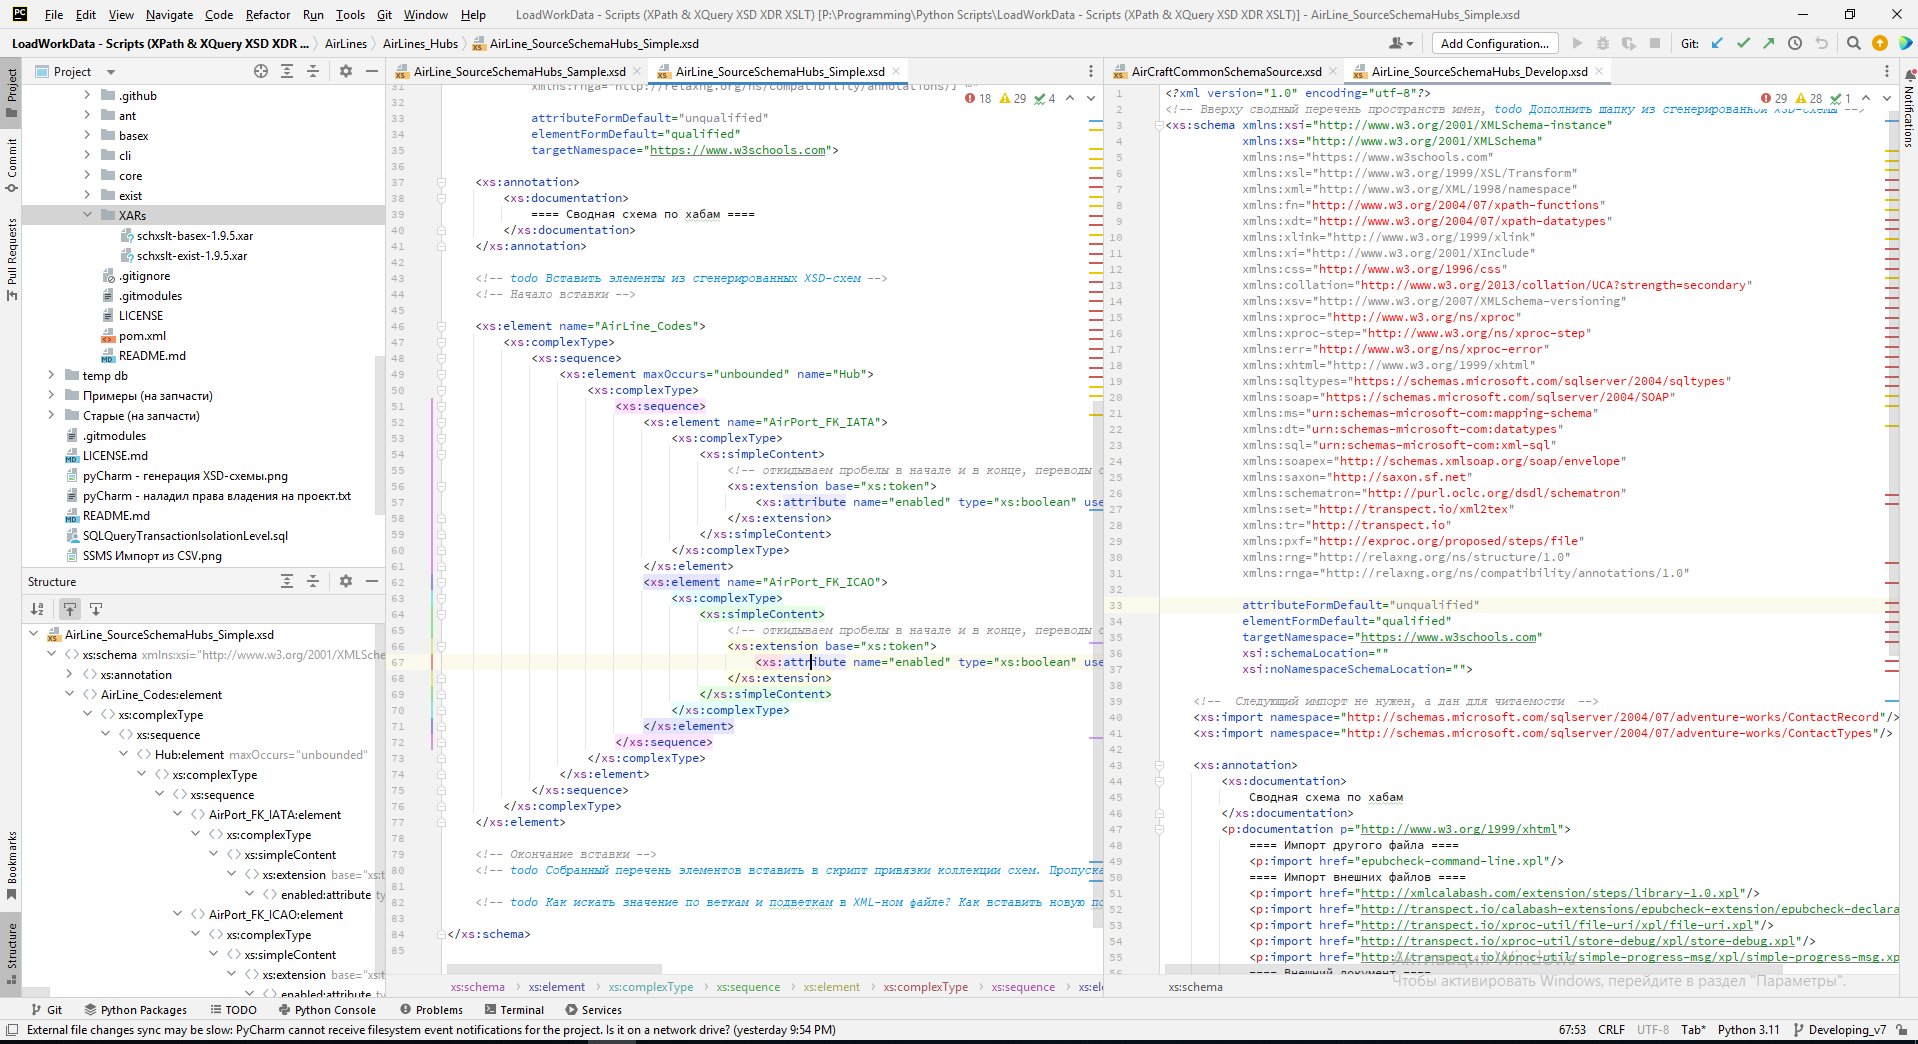 File Edit View Navigate Code Refactor Run Tools Git Window Help LoadWorkData - Scripts (XPath & XQuery XSD XDR XSLT) [P:\Programming\Python Scripts\LoadWorkData - Scripts (XPath & XQuery XSD XDR XSLT)] - AirLine_SourceSchemaHubs_Simple.xsd
LoadWorkData - Scripts (XPath & XQuery XSD XDR ... AirLines AirLines_Hubs AirLine_SourceSchemaHubs_Simple.xsd Add Configuration... Git:
Project
Commit
Pull Requests
Bookmarks
Structure
Project
.github
ant
basex
cli
core
exist
XARs
schxslt-basex-1.9.5.xar
schxslt-exist-1.9.5.xar
.gitignore
.gitmodules
LICENSE
pom.xml
README.md
temp db
Примеры (на запчасти)
Старые (на запчасти)
.gitmodules
LICENSE.md
pyCharm - генерация XSD-схемы.png
pyCharm - наладил права владения на проект.txt
README.md
SQLQueryTransactionIsolationLevel.sql
SSMS Импорт из CSV.png
Structure
AirLine_SourceSchemaHubs_Simple.xsd
xs:schema xmlns:xsi="http://www.w3.org/2001/XMLSche
xs:annotation
AirLine_Codes:element
xs:complexType
xs:sequence
Hub:element maxOccurs="unbounded"
xs:complexType
xs:sequence
AirPort_FK_IATA:element
xs:complexType
xs:simpleContent
xs:extension base="xs:t
enabled:attribute ty
AirPort_FK_ICAO:element
xs:complexType
xs:simpleContent
xs:extension base="xs:t
enabled:attribute ty
AirLine_SourceSchemaHubs_Sample.xsd AirLine_SourceSchemaHubs_Simple.xsd
18 29 4
31 xmlns:rnga="http://relaxng.org/ns/compatibility/annotations/1
32
33 attributeFormDefault="unqualified"
34 elementFormDefault="qualified"
35 targetNamespace="https://www.w3schools.com">
36
37 <xs:annotation>
38 <xs:documentation>
39 ==== Сводная схема по хабам ====
40 </xs:documentation>
41 </xs:annotation>
42
43 <!-- todo Вставить элементы из сгенерированных XSD-схем -->
44 <!-- Начало вставки -->
45
46 <xs:element name="AirLine_Codes">
47 <xs:complexType>
48 <xs:sequence>
49 <xs:element maxOccurs="unbounded" name="Hub">
50 <xs:complexType>
51 <xs:sequence>
52 <xs:element name="AirPort_FK_IATA">
53 <xs:complexType>
54 <xs:simpleContent>
55 <!-- откидываем пробелы в начале и в конце, переводы с
56 <xs:extension base="xs:token">
57 <xs:attribute name="enabled" type="xs:boolean" use
58 </xs:extension>
59 </xs:simpleContent>
60 </xs:complexType>
61 </xs:element>
62 <xs:element name="AirPort_FK_ICAO">
63 <xs:complexType>
64 <xs:simpleContent>
65 <!-- откидываем пробелы в начале и в конце, переводы с
66 <xs:extension base="xs:token">
67 <xs:attribute name="enabled" type="xs:boolean" use
68 </xs:extension>
69 </xs:simpleContent>
70 </xs:complexType>
71 </xs:element>
72 </xs:sequence>
73 </xs:complexType>
74 </xs:element>
75 </xs:sequence>
76 </xs:complexType>
77 </xs:element>
78
79 <!-- Окончание вставки -->
80 <!-- todo Собранный перечень элементов вставить в скрипт привязки коллекции схем. Пропуска
81
82 <!-- todo Как искать значение по веткам и подветкам в XML-ном файле? Как вставить новую по
83
84 </xs:schema>
85
xs:schema xs:element xs:complexType xs:sequence xs:element xs:complexType xs:sequence xs:el
AirCraftCommonSchemaSource.xsd AirLine_SourceSchemaHubs_Develop.xsd
29 28 1
1 <?xml version="1.0" encoding="utf-8"?>
2 <!-- Вверху сводный перечень пространств имен, todo Дополнить шапку из сгенерированной XSD-схемы -->
3 <xs:schema xmlns:xsi="http://www.w3.org/2001/XMLSchema-instance"
4 xmlns:xs="http://www.w3.org/2001/XMLSchema"
5 xmlns:ns="https://www.w3schools.com"
6 xmlns:xsl="http://www.w3.org/1999/XSL/Transform"
7 xmlns:xml="http://www.w3.org/XML/1998/namespace"
8 xmlns:fn="http://www.w3.org/2004/07/xpath-functions"
9 xmlns:xdt="http://www.w3.org/2004/07/xpath-datatypes"
10 xmlns:xlink="http://www.w3.org/1999/xlink"
11 xmlns:xi="http://www.w3.org/2001/XInclude"
12 xmlns:css="http://www.w3.org/1996/css"
13 xmlns:collation="http://www.w3.org/2013/collation/UCA?strength=secondary"
14 xmlns:xsv="http://www.w3.org/2007/XMLSchema-versioning"
15 xmlns:xproc="http://www.w3.org/ns/xproc"
16 xmlns:xproc-step="http://www.w3.org/ns/xproc-step"
17 xmlns:err="http://www.w3.org/ns/xproc-error"
18 xmlns:xhtml="http://www.w3.org/1999/xhtml"
19 xmlns:sqltypes="https://schemas.microsoft.com/sqlserver/2004/sqltypes"
20 xmlns:soap="https://schemas.microsoft.com/sqlserver/2004/SOAP"
21 xmlns:ms="urn:schemas-microsoft-com:mapping-schema"
22 xmlns:dt="urn:schemas-microsoft-com:datatypes"
23 xmlns:sql="urn:schemas-microsoft-com:xml-sql"
24 xmlns:soapex="http://schemas.xmlsoap.org/soap/envelope"
25 xmlns:saxon="http://saxon.sf.net"
26 xmlns:schematron="http://purl.oclc.org/dsdl/schematron"
27 xmlns:set="http://transpect.io/xml2tex"
28 xmlns:tr="http://transpect.io"
29 xmlns:pxf="http://exproc.org/proposed/steps/file"
30 xmlns:rng="http://relaxng.org/ns/structure/1.0"
31 xmlns:rnga="http://relaxng.org/ns/compatibility/annotations/1.0"
32
33 attributeFormDefault="unqualified"
34 elementFormDefault="qualified"
35 targetNamespace="https://www.w3schools.com"
36 xsi:schemaLocation=""
37 xsi:noNamespaceSchemaLocation="">
38
39 <!-- Следующий импорт не нужен, а дан для читаемости -->
40 <xs:import namespace="http://schemas.microsoft.com/sqlserver/2004/07/adventure-works/ContactRecord"/>
41 <xs:import namespace="http://schemas.microsoft.com/sqlserver/2004/07/adventure-works/ContactTypes"/>
42
43 <xs:annotation>
44 <xs:documentation>
45 Сводная схема по хабам
46 </xs:documentation>
47 <p:documentation p="http://www.w3.org/1999/xhtml">
48 ==== Импорт другого файла ====
49 <p:import href="epubcheck-command-line.xpl"/>
50 ==== Импорт внешних файлов ====
51 <p:import href="http://xmlcalabash.com/extension/steps/library-1.0.xpl"/>
52 <p:import href="http://transpect.io/calabash-extensions/epubcheck-extension/epubcheck-declara
53 <p:import href="http://transpect.io/xproc-util/file-uri/xpl/file-uri.xpl"/>
54 <p:import href="http://transpect.io/xproc-util/store-debug/xpl/store-debug.xpl"/>
55 <p:import href="http://transpect.io/xproc-util/simple-progress-msg/xpl/simple-progress-msg.xp
56 ==== Внешний документ ====
xs:schema
Активация Windows
Чтобы активировать Windows, перейдите в раздел "Параметры".
Notifications
Git Python Packages TODO Python Console Problems Terminal Services
External file changes sync may be slow: PyCharm cannot receive filesystem event notifications for the project. Is it on a network drive? (yesterday 9:54 PM) 67:53 CRLF UTF-8 Tab* Python 3.11 Developing_v7